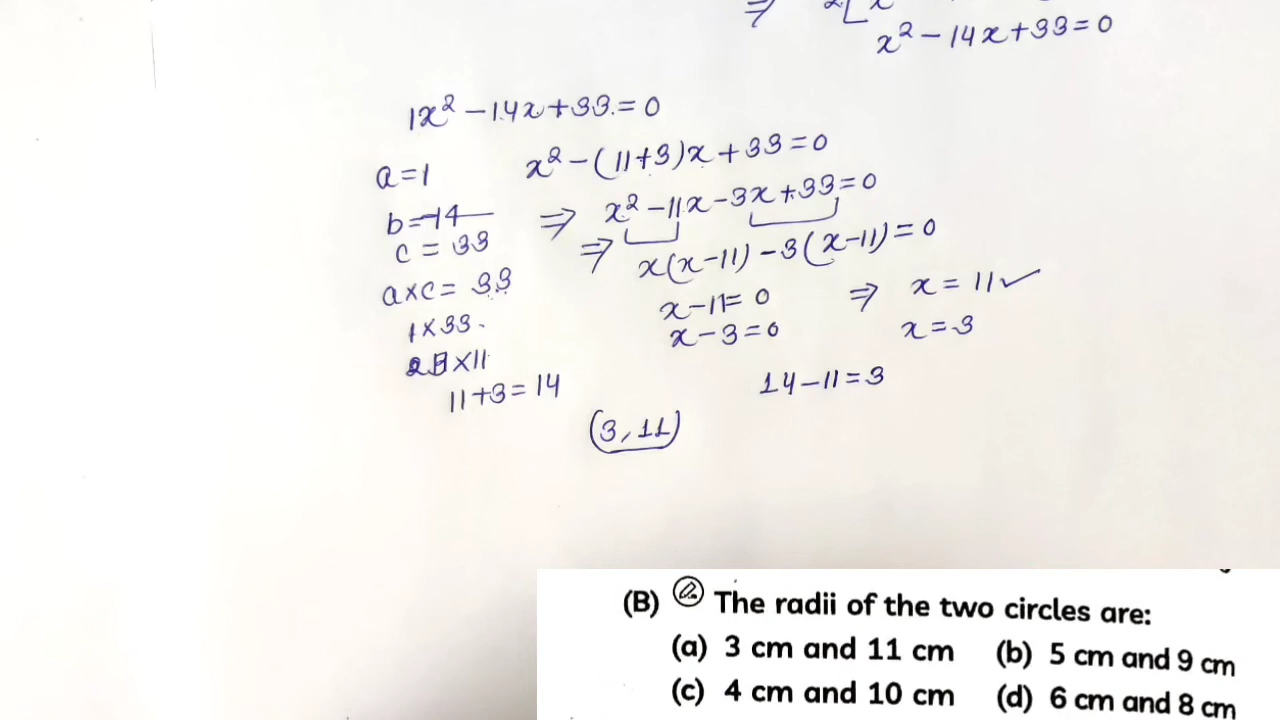 x² - 14x + 33 = 0
1x² - 14x + 33 = 0
a = 1
x² - (11+3)x + 33 = 0
b = -14
⇒ x² - 11x - 3x + 33 = 0
c = 33
⇒ x(x-11) - 3(x-11) = 0
a×c = 33
x - 11 = 0 ⇒ x = 11 ✓
1×33.
x - 3 = 0 x = 3
×11
11+3 = 14
14 - 11 = 3
(3, 11)
(B) The radii of the two circles are:
(a) 3 cm and 11 cm (b) 5 cm and 9 cm
(c) 4 cm and 10 cm (d) 6 cm and 8 cm